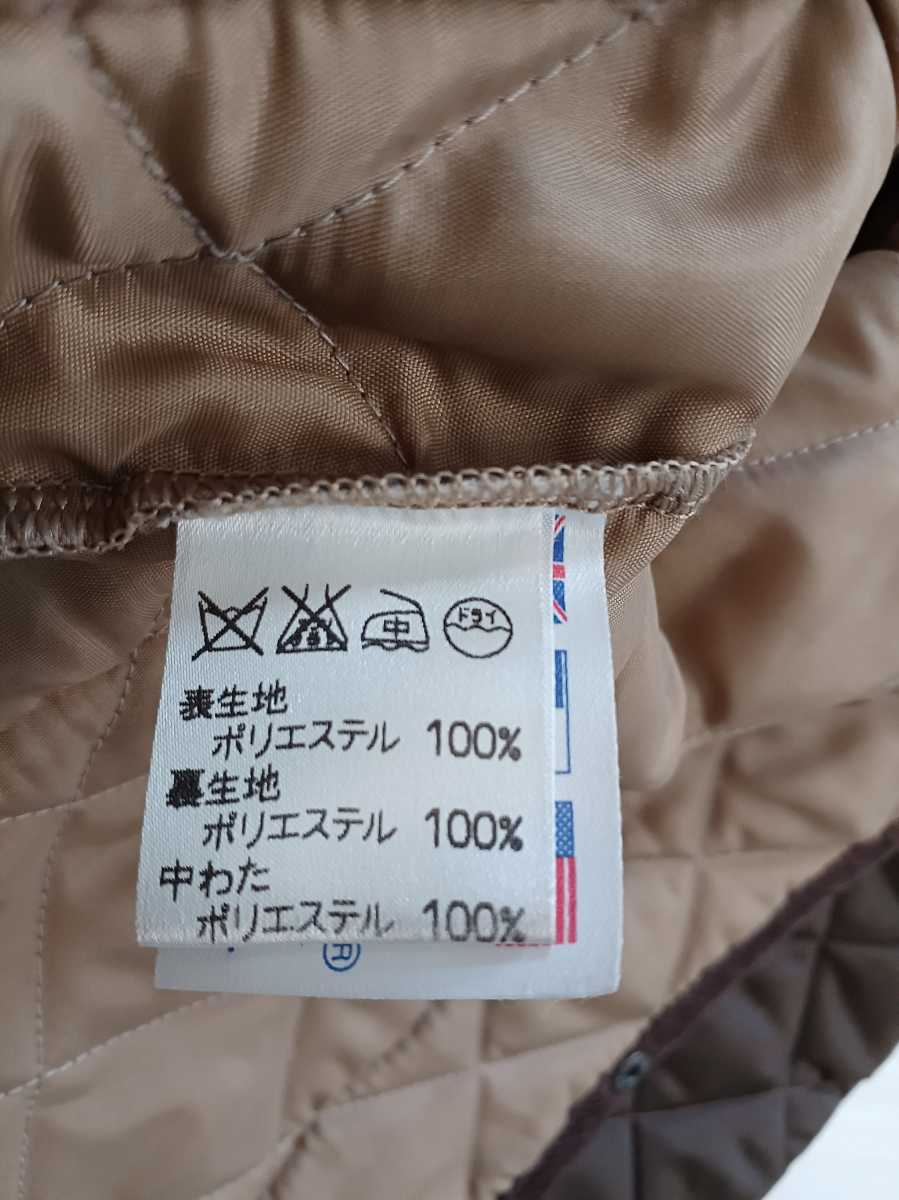 中 ドライ
表生地
ポリエステル 100%
裏生地
ポリエステル 100%
中わた
ポリエステル 100%
®